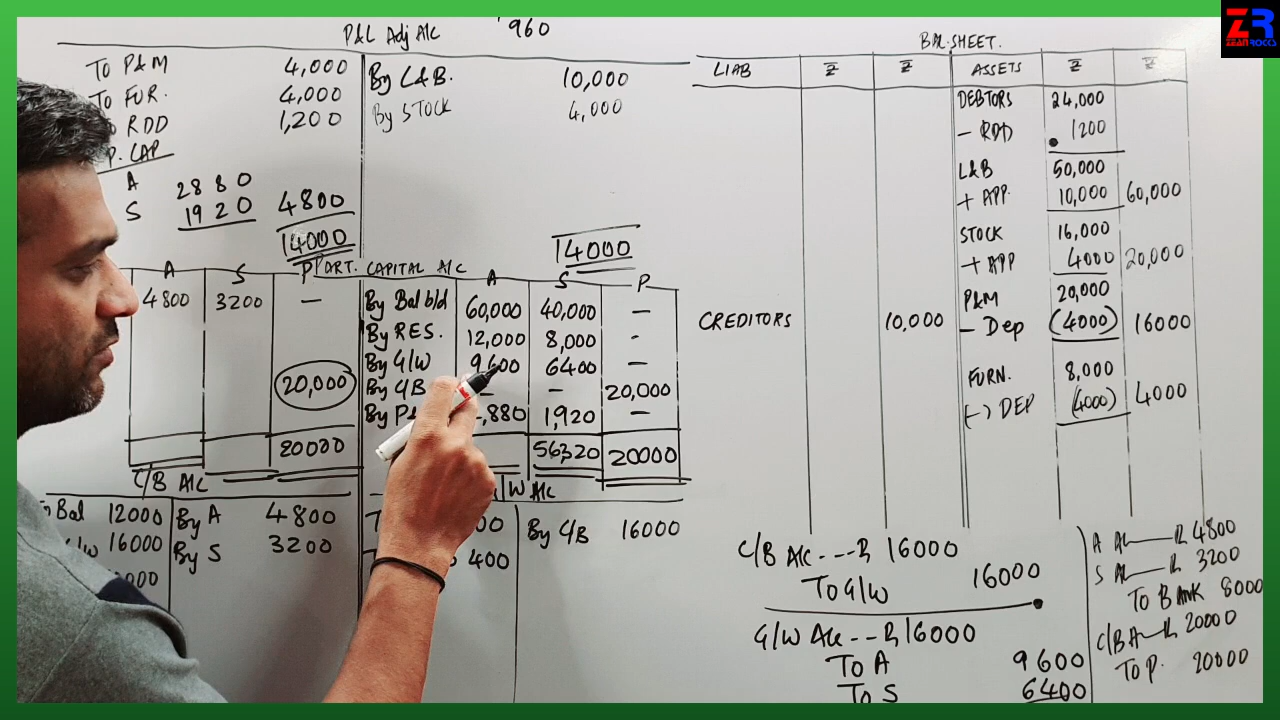 P&L Adj A/c 960
To P&M 4,000 By L&B. 10,000
To FUR. 4,000 By STOCK 4,000
RDD 1,200
P. CAP
A 2880
S 1920 4800
14000 14000
PART. CAPITAL A/c
A S P A S P
4800 3200 — By Bal b/d 60,000 40,000 —
By RES. 12,000 8,000 -
By G/W 9600 6400 —
20,000 By C/B — — 20,000
By P& ,880 1,920 —
20000 56,320 20000
C/B A/c
/W A/c
Bal 12000 By A 4800 By C/B 16000
/W 16000 By S 3200 400
BAL. SHEET.
LIAB ₹ ₹ ASSETS ₹ ₹
DEBTORS 24,000
- RDD 1200
L&B 50,000
+ APP. 10,000 60,000
STOCK 16,000
+ APP 4000 20,000
P&M 20,000
CREDITORS 10,000 - Dep (4000) 16000
FURN. 8,000
(-) DEP (4000) 4000
C/B A/c --- Dr 16000
To G/W 16000
G/W A/c -- Dr 16000
To A 9600
To S 6400
A A/c — Dr 4800
S A/c — Dr 3200
To BANK 8000
C/B A/c — Dr 20000
To P. 20000
ZR
ZEANROCKS